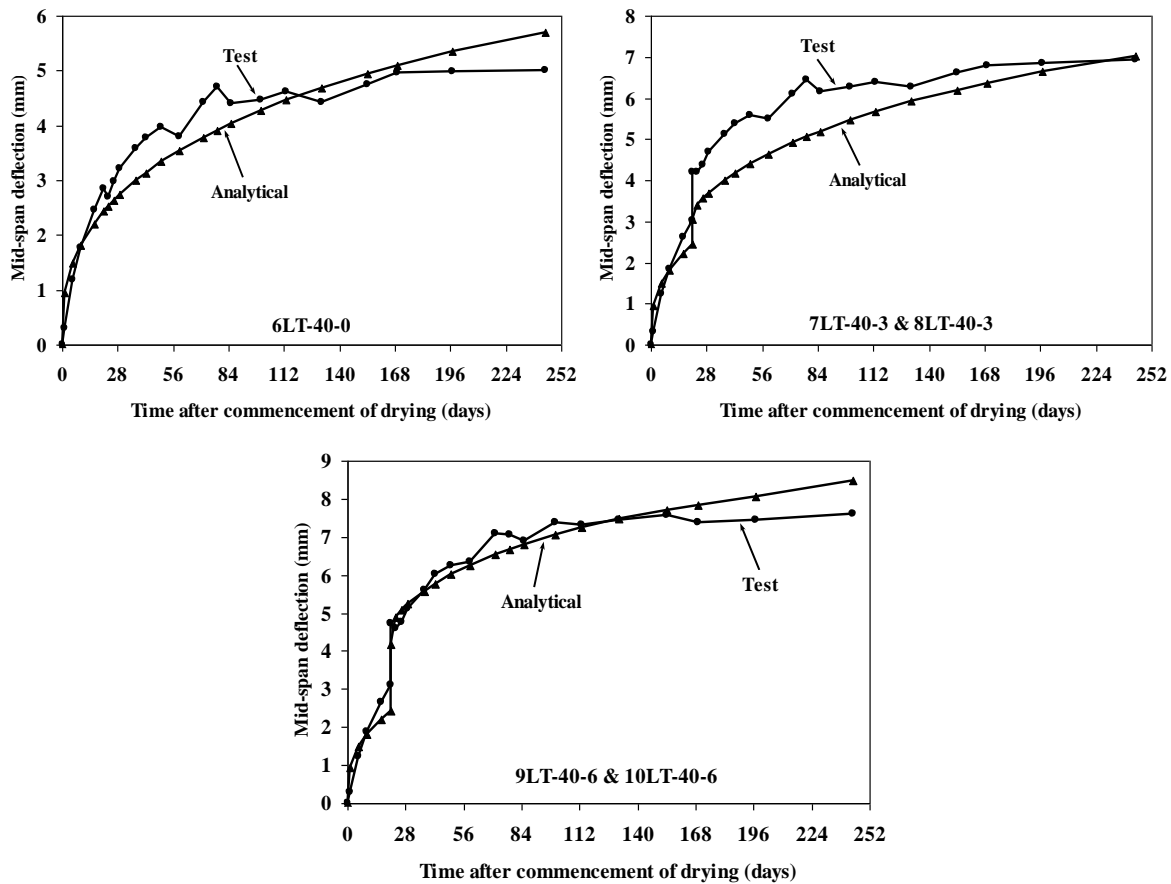 6
5
4
3
2
1
0
Mid-span deflection (mm)
Test
Analytical
6LT-40-0
0 28 56 84 112 140 168 196 224 252
Time after commencement of drying (days)
8
7
6
5
4
3
2
1
0
Mid-span deflection (mm)
Test
Analytical
7LT-40-3 & 8LT-40-3
0 28 56 84 112 140 168 196 224 252
Time after commencement of drying (days)
9
8
7
6
5
4
3
2
1
0
Mid-span deflection (mm)
Analytical
Test
9LT-40-6 & 10LT-40-6
0 28 56 84 112 140 168 196 224 252
Time after commencement of drying (days)